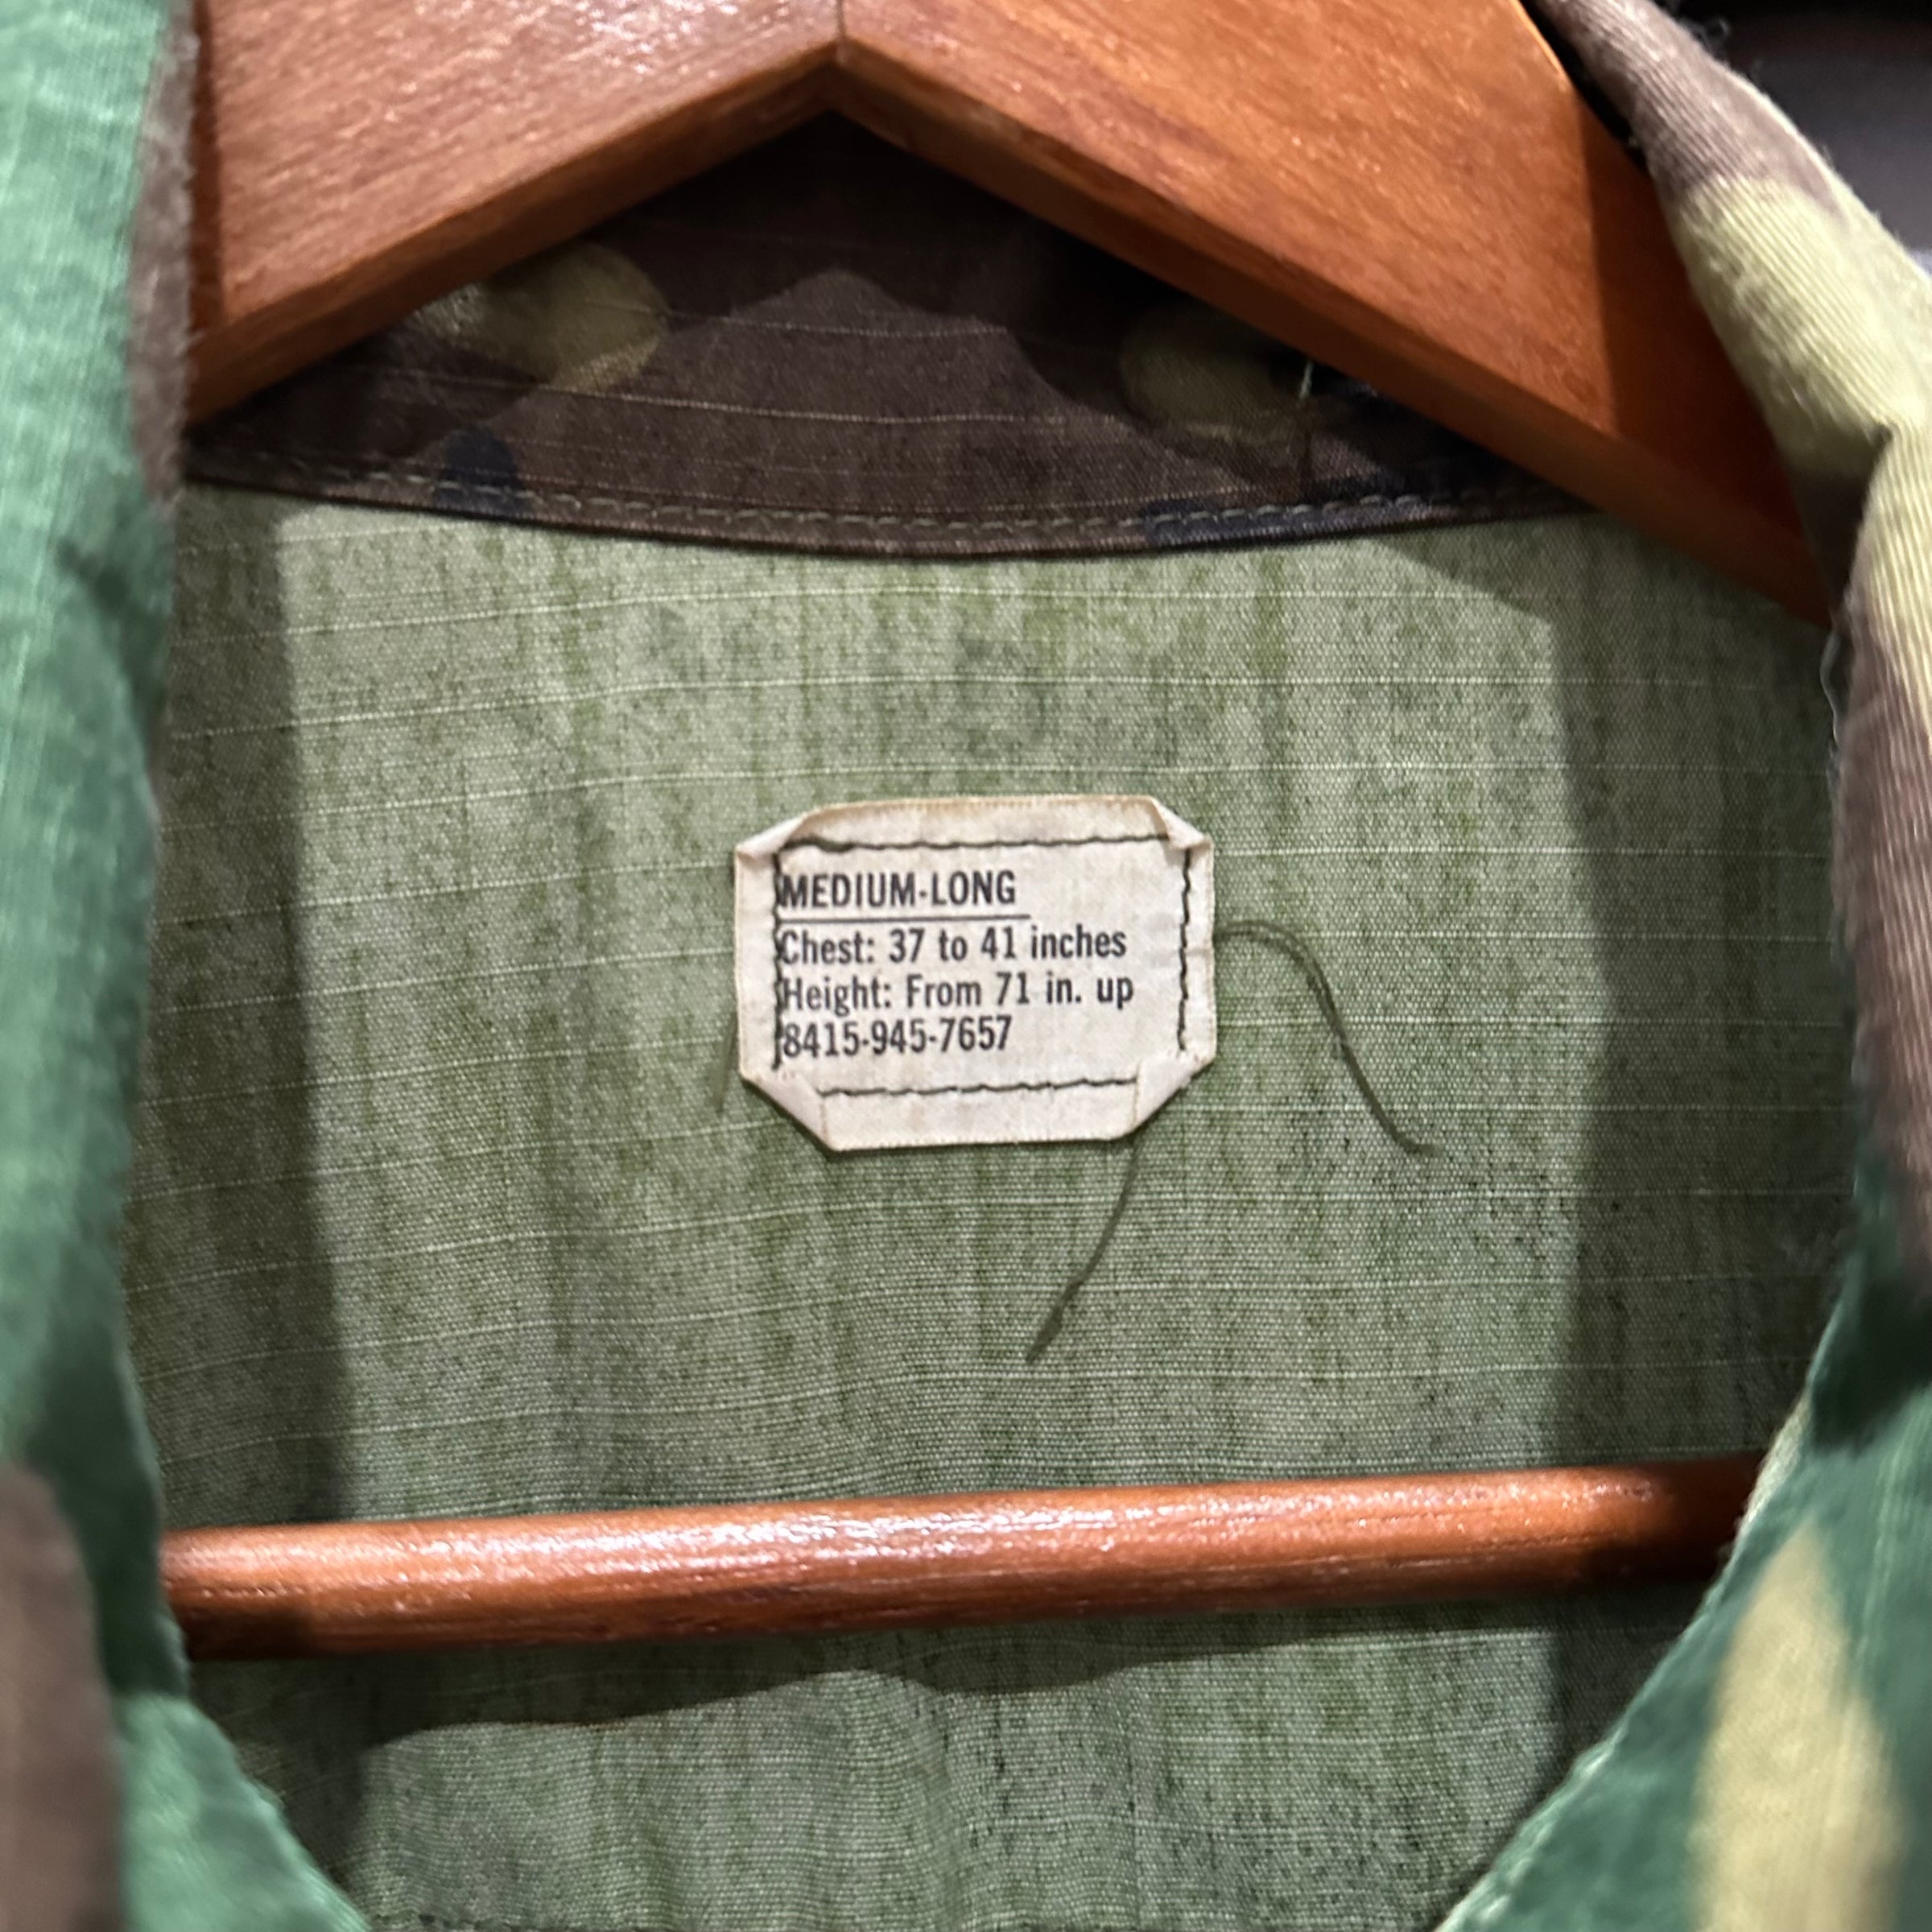 MEDIUM-LONG
Chest: 37 to 41 inches
Height: From 71 in. up
8415-945-7657